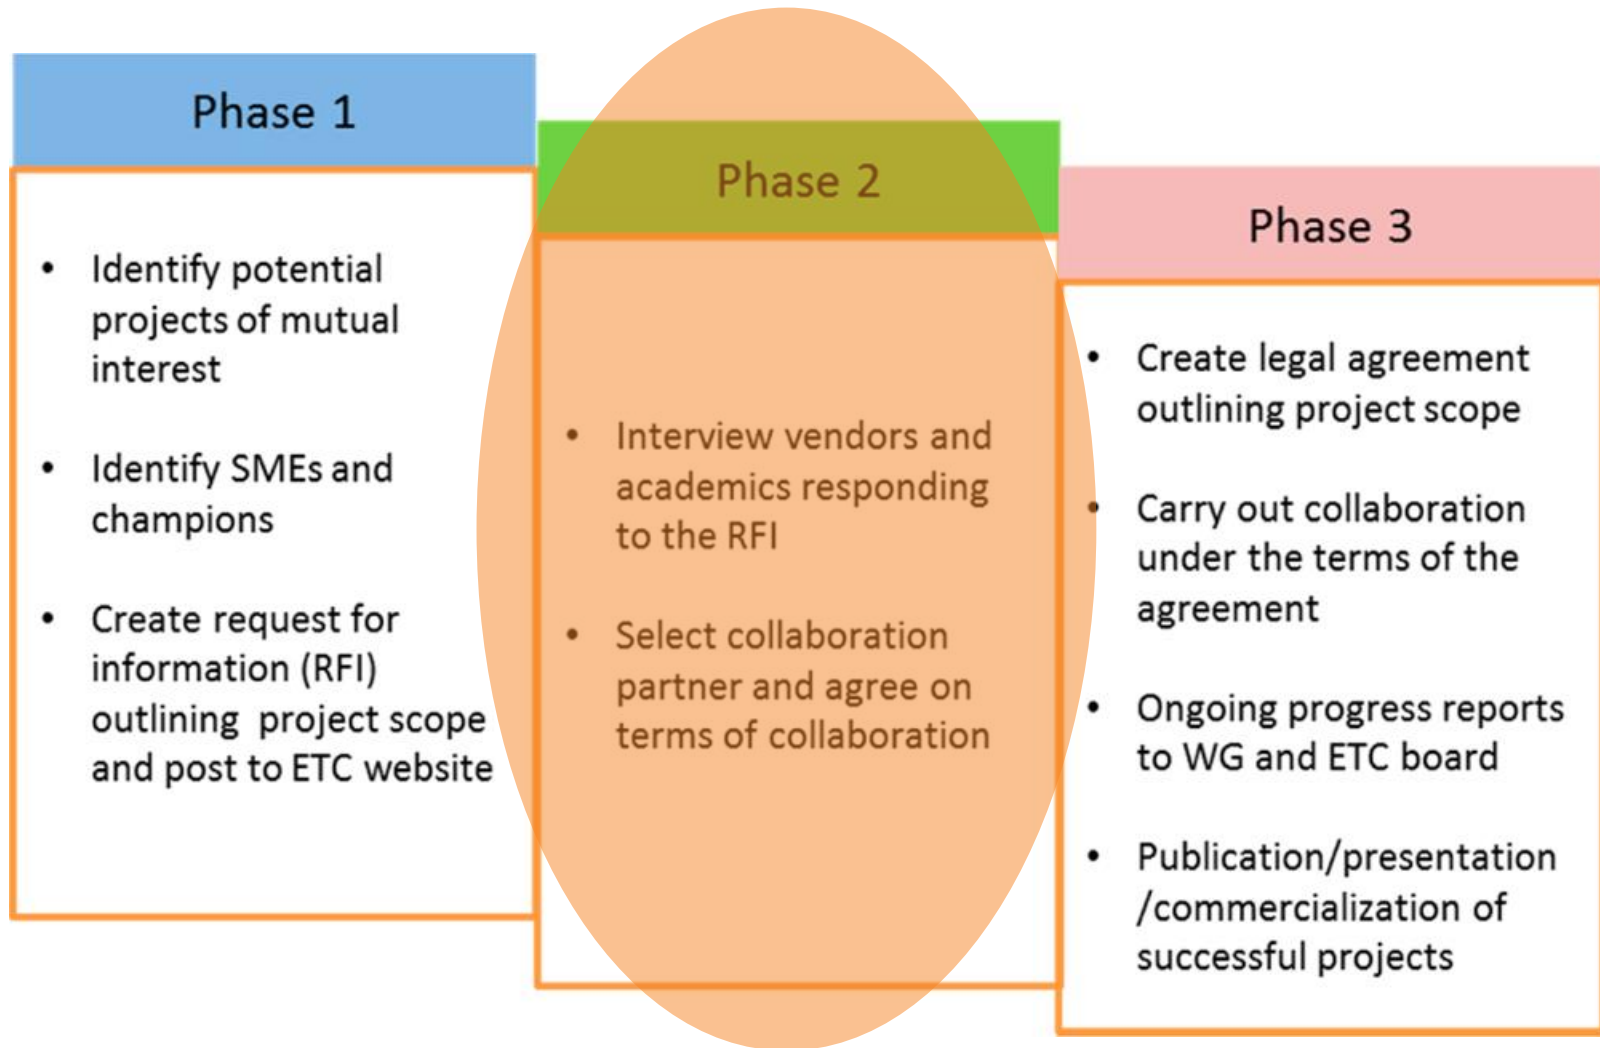 Phase 1
• Identify potential
projects of mutual
interest
• Identify SMEs and
champions
• Create request for
information (RFI)
outlining project scope
and post to ETC website
Phase 2
• Interview vendors and
academics responding
to the RFI
• Select collaboration
partner and agree on
terms of collaboration
Phase 3
• Create legal agreement
outlining project scope
• Carry out collaboration
under the terms of the
agreement
• Ongoing progress reports
to WG and ETC board
• Publication/presentation
/commercialization of
successful projects